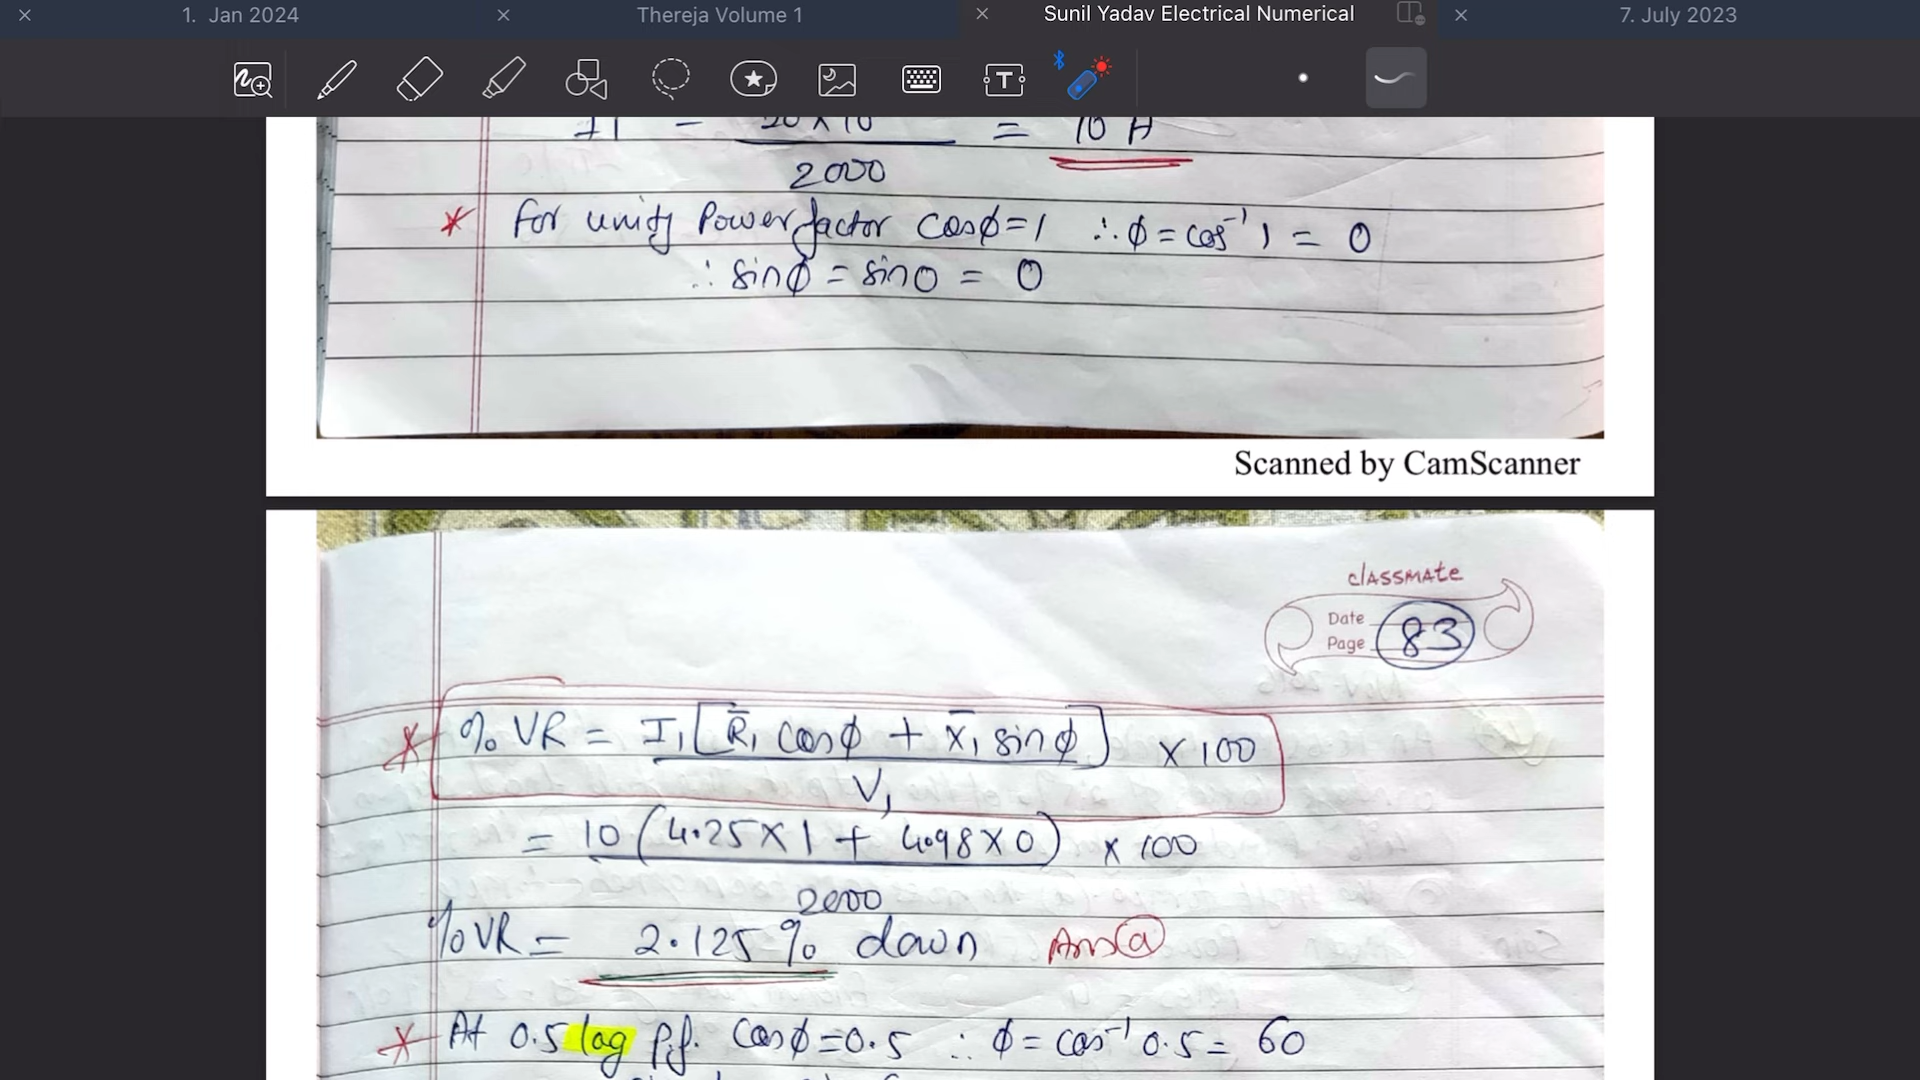 1. Jan 2024
Thereja Volume 1
Sunil Yadav Electrical Numerical
7. July 2023
= 10 A
2000
* for unity Power factor cosϕ=1 ∴ϕ=cos⁻¹1 = 0
∴ sinϕ = sin0 = 0
Scanned by CamScanner
classmate
Date
Page 83
* % VR = I₁[R̄₁ cosϕ + x̄₁ sinϕ] × 100
V₁
= 10 (4.25×1 + 4.98×0) × 100
2000
%VR = 2.125 % down Ans(a)
* At 0.5 lag P.f. cosϕ=0.5 ∴ ϕ = cos⁻¹ 0.5 = 60